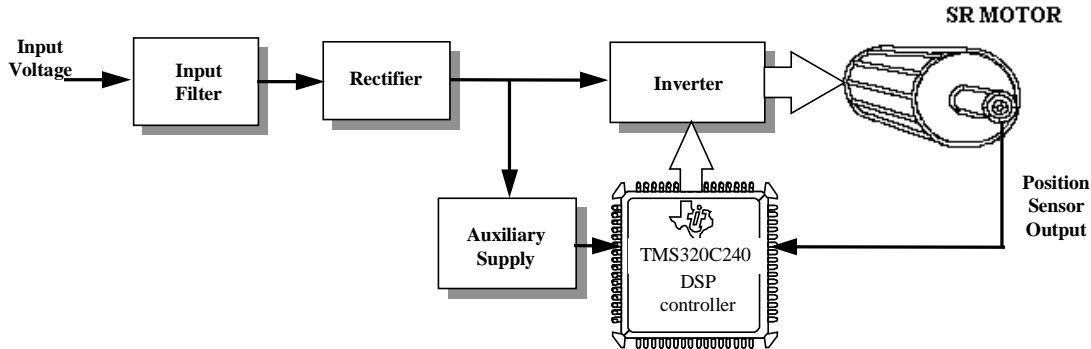 SR MOTOR
Input
Voltage
Input
Filter
Rectifier
Inverter
Auxiliary
Supply
TMS320C240
DSP
controller
Position
Sensor
Output